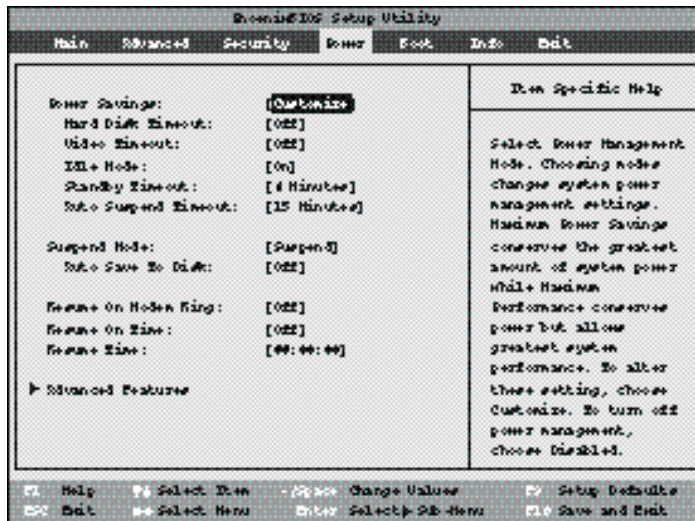 PhoenixBIOS Setup Utility
Main Advanced Security Power Boot Info Exit
Item Specific Help
Power Savings: [Customize]
Hard Disk Timeout: [Off]
Video Timeout: [Off]
Idle Mode: [On]
Standby Timeout: [ Minutes]
Auto Suspend Timeout: [15 Minutes]
Suspend Mode: [Suspend]
Auto Save To Disk: [Off]
Resume On Modem Ring: [Off]
Resume On Time: [Off]
Resume Time: [00:00:00]
Advanced Features
Select Power Management
Mode. Choosing modes
changes system power
management settings.
Maximum Power Savings
conserves the greatest
amount of system power
while Maximum
Performance conserves
power but allows
greatest system
performance. To alter
these setting, choose
Customize. To turn off
power management,
choose Disabled.
F1 Help ↑↓ Select Item -/Space Change Values F9 Setup Defaults
ESC Exit ←→ Select Menu Enter Select ▶ Sub-Menu F10 Save and Exit